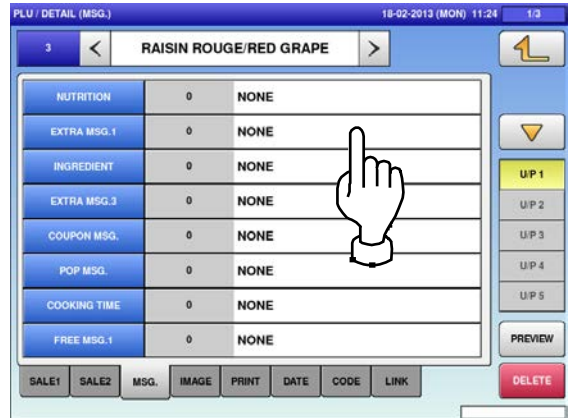 PLU / DETAIL (MSG.) 18-02-2013 (MON) 11:24 1/3
3 < RAISIN ROUGE/RED GRAPE >
NUTRITION 0 NONE
EXTRA MSG.1 0 NONE
INGREDIENT 0 NONE
U/P 1
EXTRA MSG.3 0 NONE
U/P 2
COUPON MSG. 0 NONE
U/P 3
POP MSG. 0 NONE
U/P 4
COOKING TIME 0 NONE
U/P 5
FREE MSG.1 0 NONE
PREVIEW
SALE1 SALE2 MSG. IMAGE PRINT DATE CODE LINK
DELETE